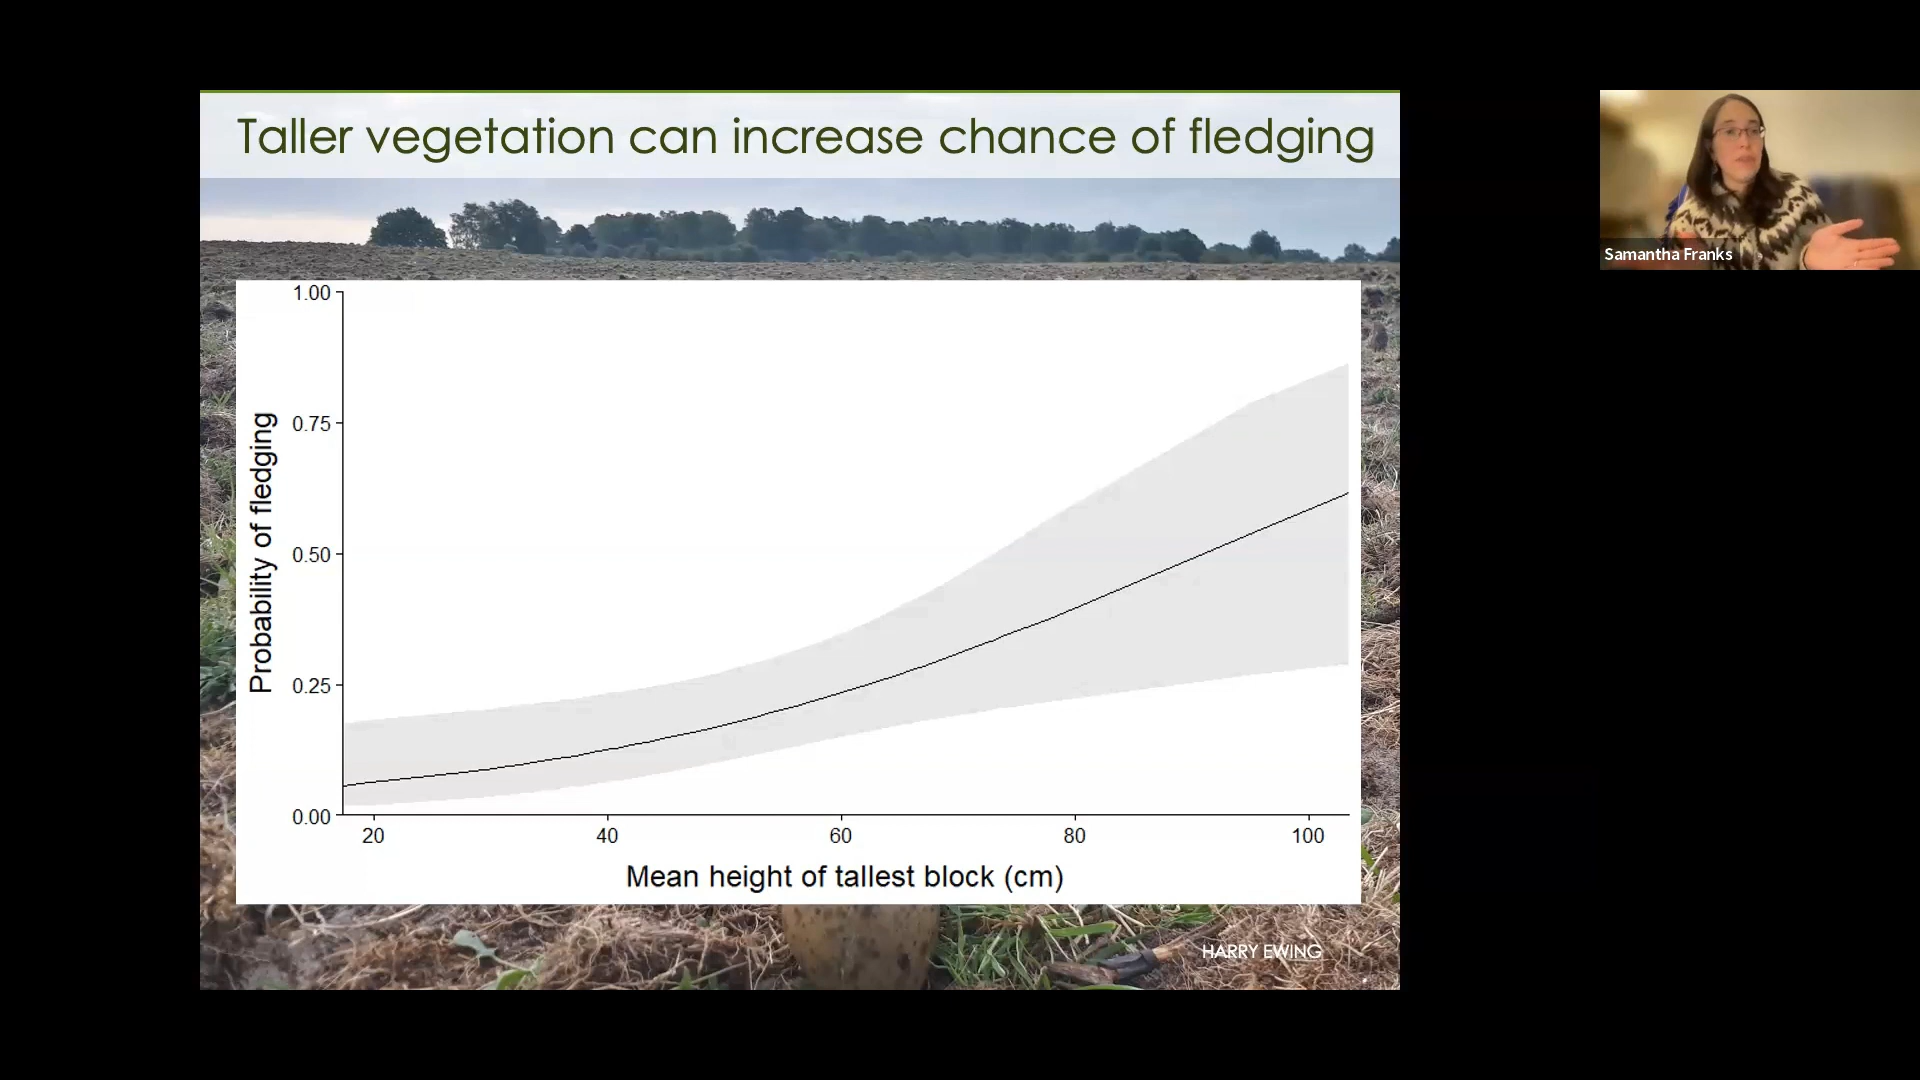 Taller vegetation can increase chance of fledging
Samantha Franks
1.00
0.75
0.50
0.25
0.00
Probability of fledging
20 40 60 80 100
Mean height of tallest block (cm)
HARRY EWING